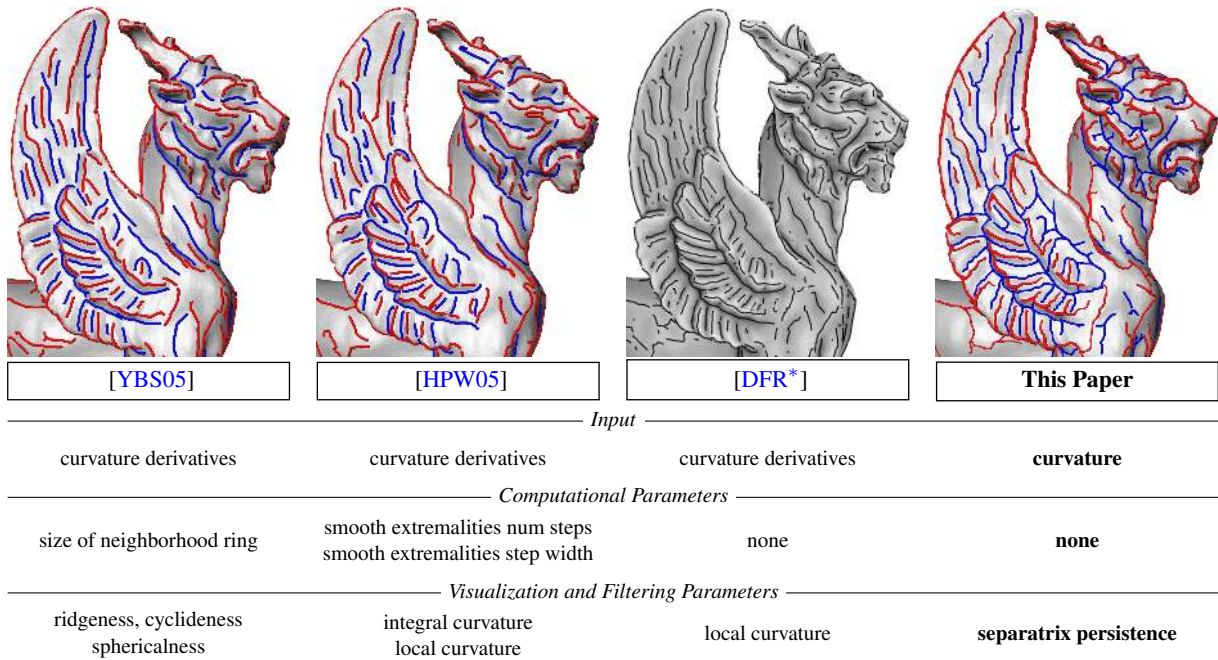 [YBS05] [HPW05] [DFR*] This Paper
Input
curvature derivatives curvature derivatives curvature derivatives curvature
Computational Parameters
size of neighborhood ring smooth extremalities num steps none none
smooth extremalities step width
Visualization and Filtering Parameters
ridgeness, cyclideness integral curvature local curvature separatrix persistence
sphericalness local curvature